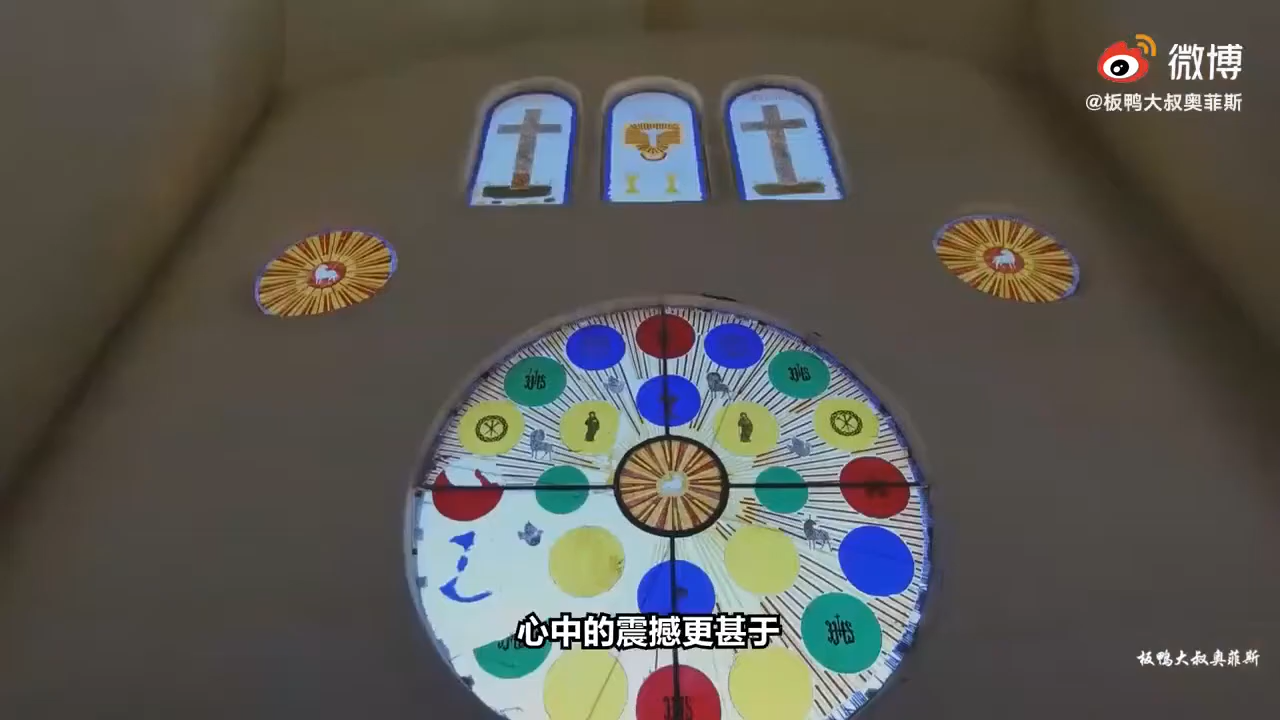 微博
@板鸭大叔奥菲斯
心中的震撼更甚于
板鸭大叔奥菲斯